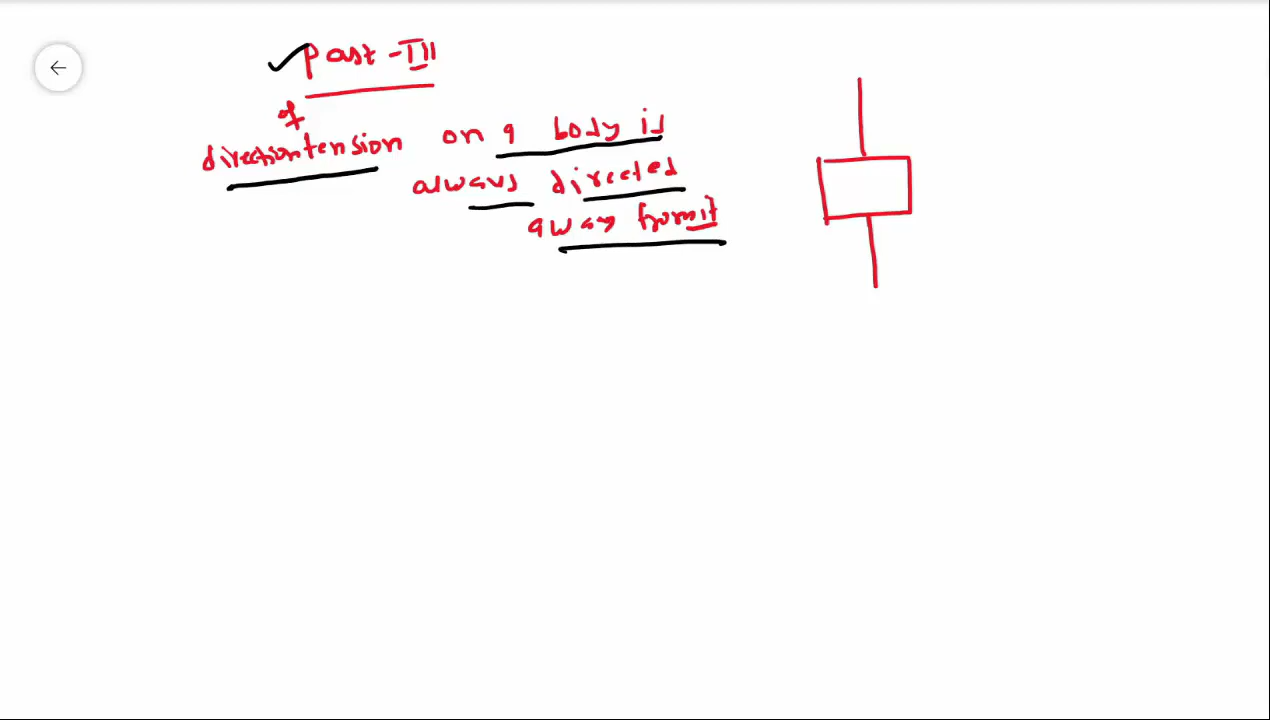 Part-III
of
direction tension on a body is
always directed
away from it